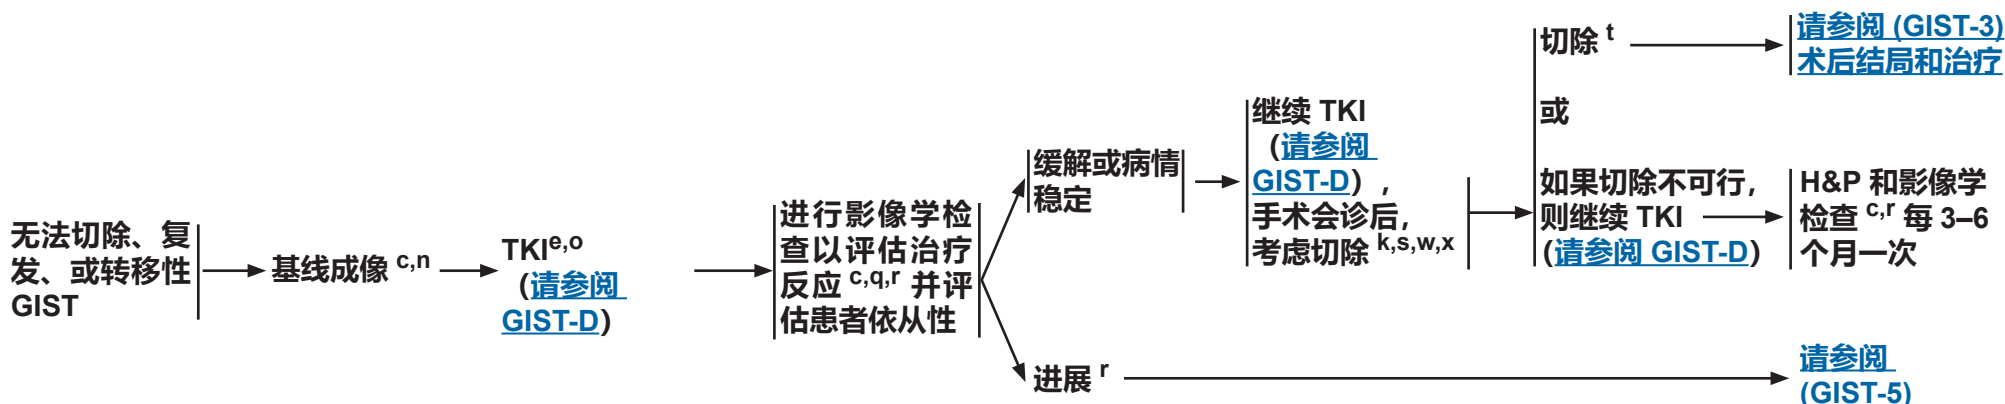 无法切除、复
发、或转移性
GIST
基线成像 c,n
TKIe,o
（请参阅
GIST-D）
进行影像学检
查以评估治疗
反应 c,q,r 并评
估患者依从性
缓解或病情
稳定
继续 TKI
（请参阅
GIST-D），
手术会诊后，
考虑切除 k,s,w,x
切除 t
请参阅 (GIST-3)
术后结局和治疗
或
如果切除不可行，
则继续 TKI
（请参阅 GIST-D）
H&P 和影像学
检查 c,r 每 3–6
个月一次
进展 r
请参阅
(GIST-5)